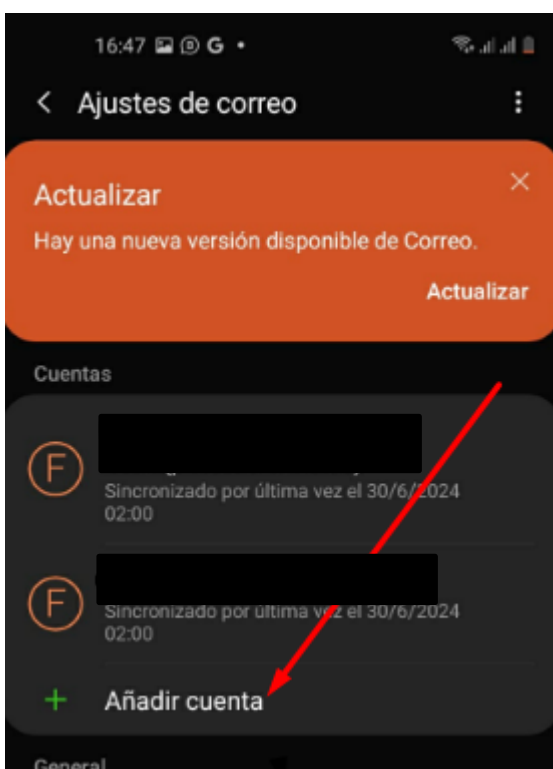 16:47 G
Ajustes de correo
Actualizar
Hay una nueva versión disponible de Correo.
Actualizar
Cuentas
F
Sincronizado por última vez el 30/6/2024
02:00
F
Sincronizado por última vez el 30/6/2024
02:00
+ Añadir cuenta
General